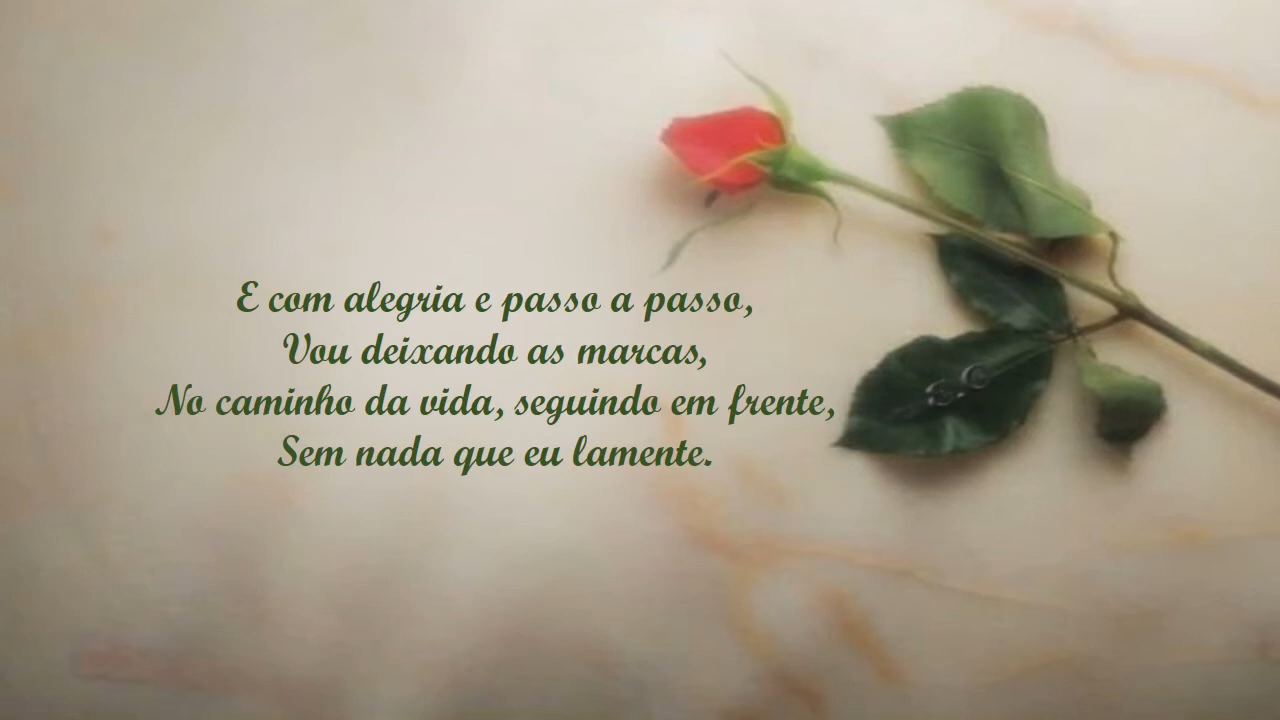 E com alegria e passo a passo,
Vou deixando as marcas,
No caminho da vida, seguindo em frente,
Sem nada que eu lamente.